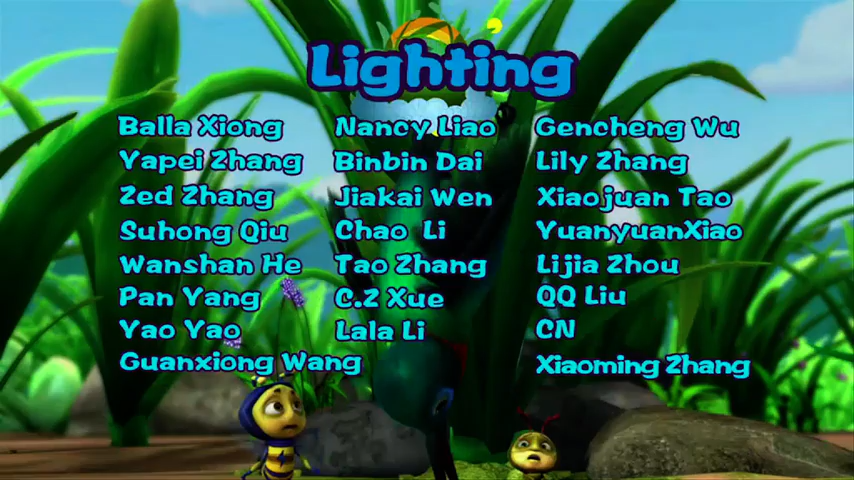 Lighting
Balla Xiong Nancy Liao Gencheng Wu
Yapei Zhang Binbin Dai Lily Zhang
Zed Zhang Jiakai Wen Xiaojuan Tao
Suhong Qiu Chao Li YuanyuanXiao
Wanshan He Tao Zhang Lijia Zhou
Pan Yang C.Z Xue QQ Liu
Yao Yao Lala Li CN
Guanxiong Wang Xiaoming Zhang